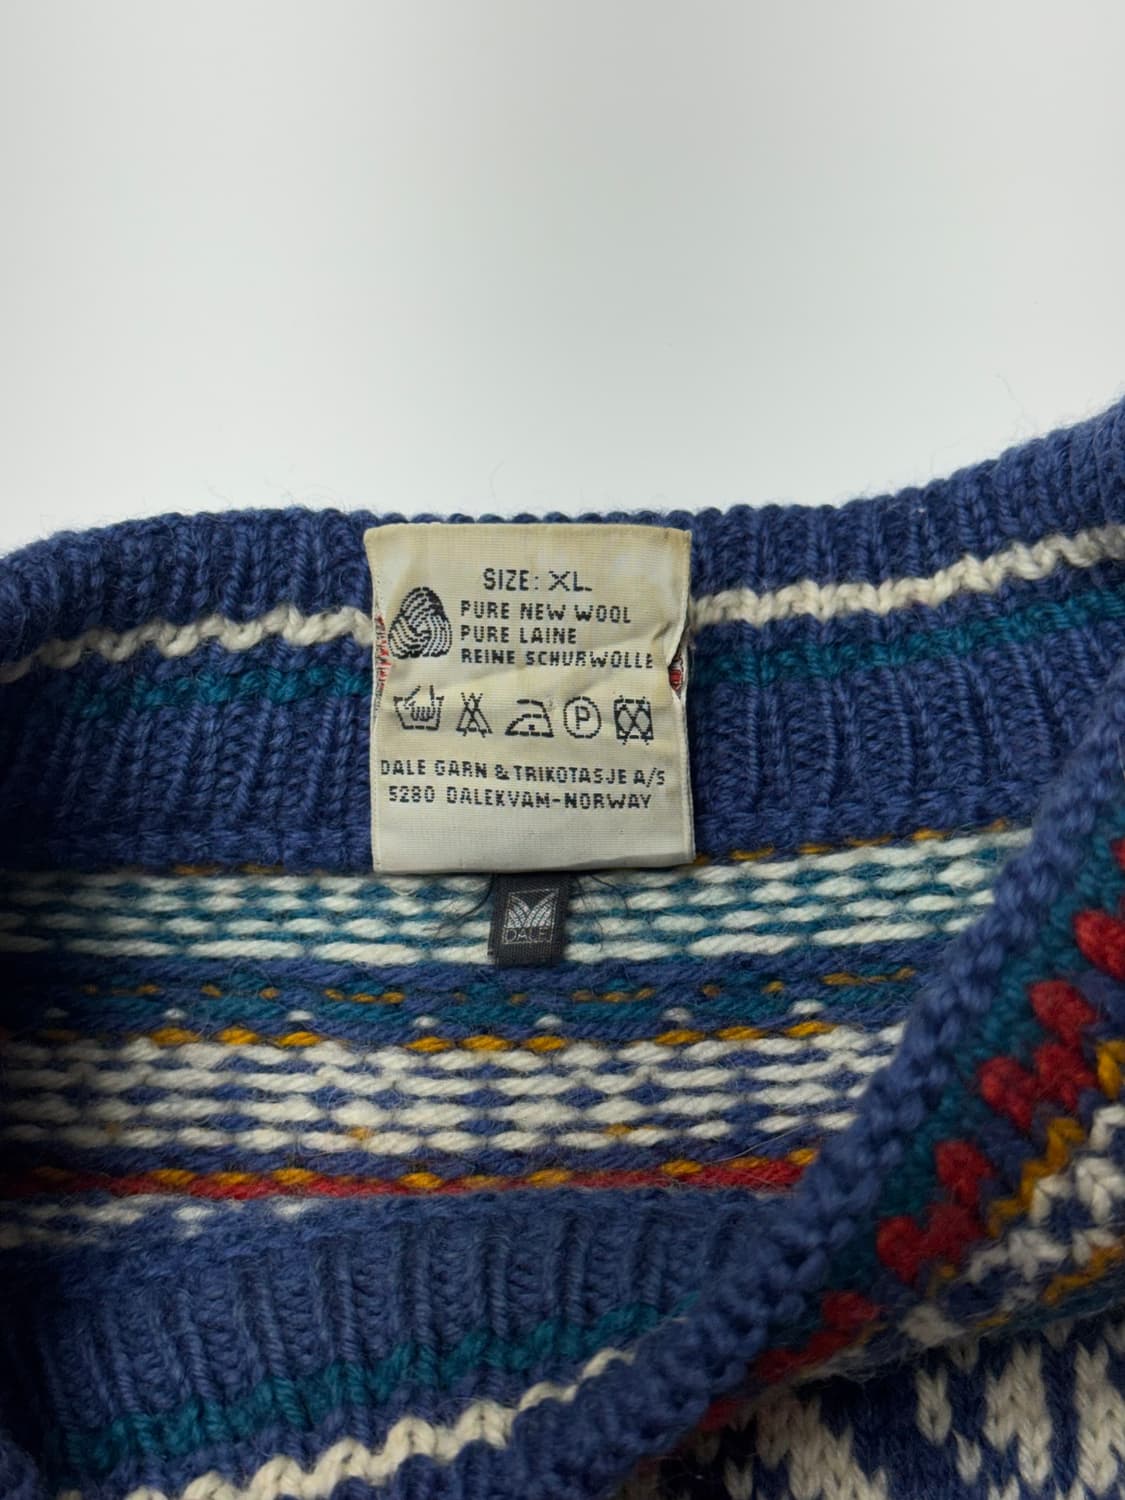 SIZE: XL
PURE NEW WOOL
PURE LAINE
REINE SCHURWOLLE
P
DALE GARN & TRIKOTASJE A/S
5280 DALEKVAM-NORWAY
DALE